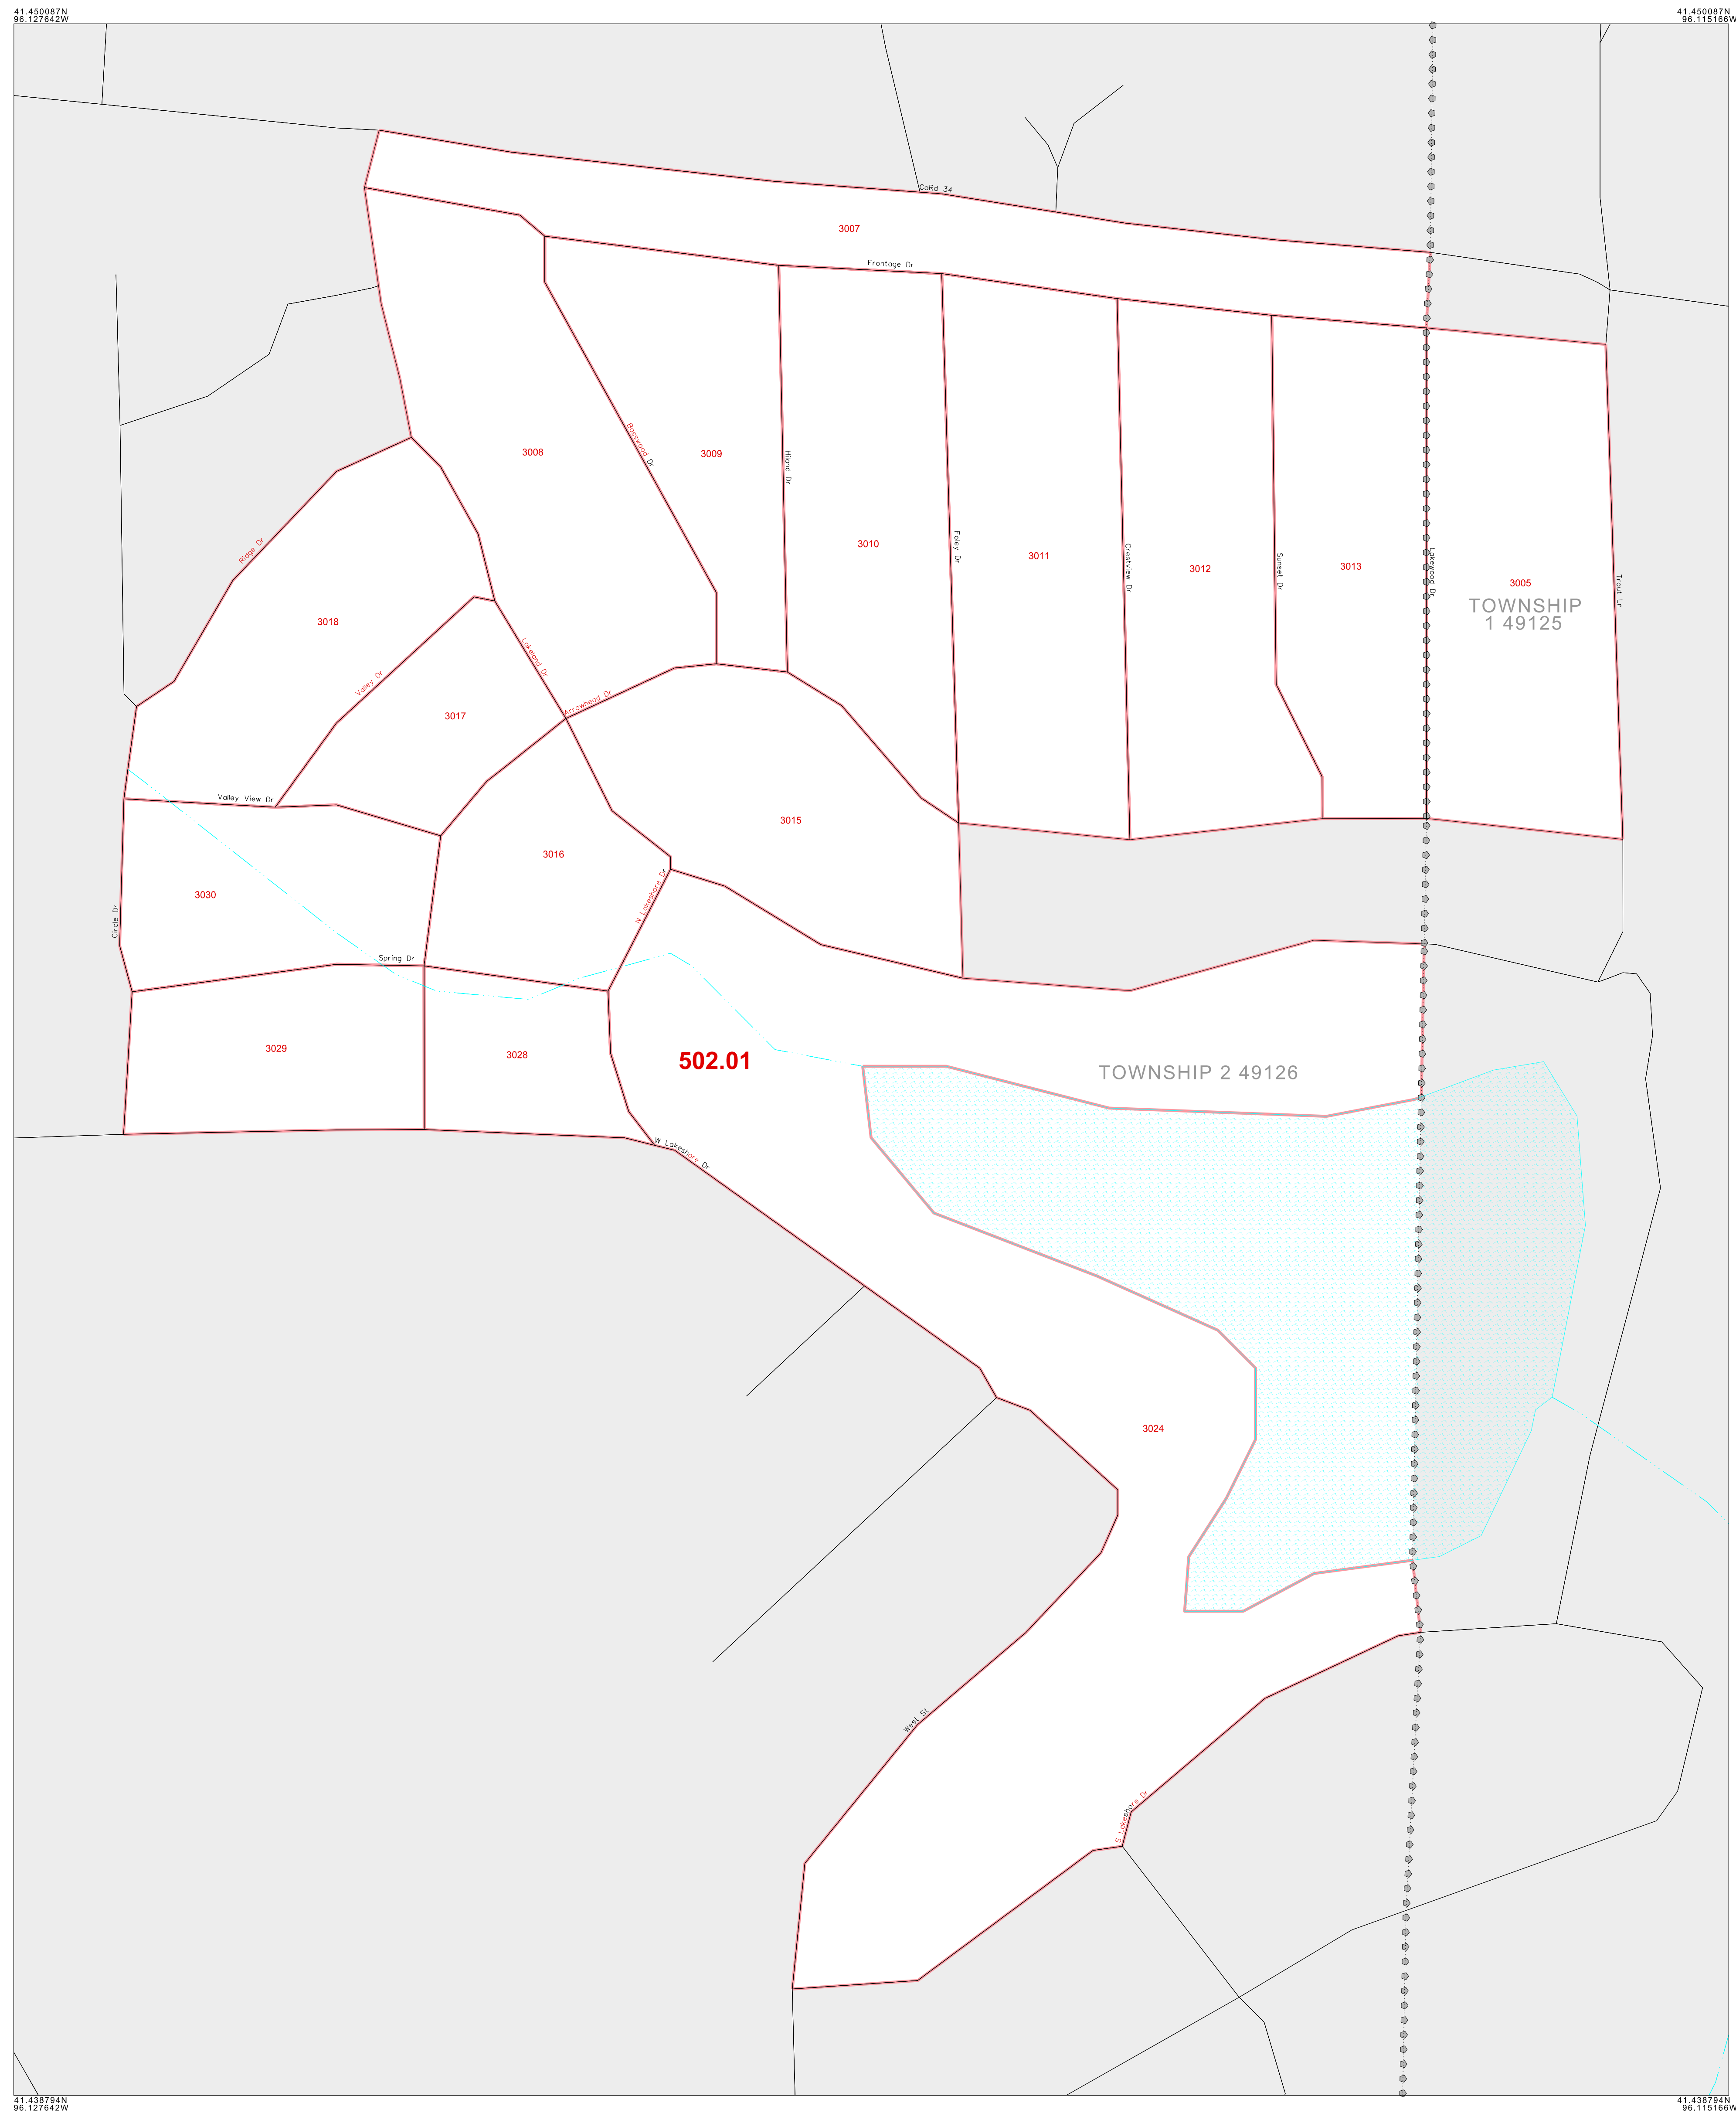 41.450087N
96.127642W
41.450087N
96.115166W
CoRd 34
3007
Frontage Dr
3008
Basswood Dr
3009
Hiland Dr
3010
Foley Dr
3011
Crestview Dr
3012
Sunset Dr
3013
Lakewood Dr
3005
TOWNSHIP
1 49125
Trout Ln
Ridge Dr
3018
Valley Dr
Lakeland Dr
Arrowhead Dr
3017
Valley View Dr
3015
3016
3030
Circle Dr
N Lakeshore Dr
Spring Dr
3029
3028
502.01
TOWNSHIP 2 49126
W Lakeshore Dr
3024
West St
S Lakeshore Dr
41.438794N
96.127642W
41.438794N
96.115166W